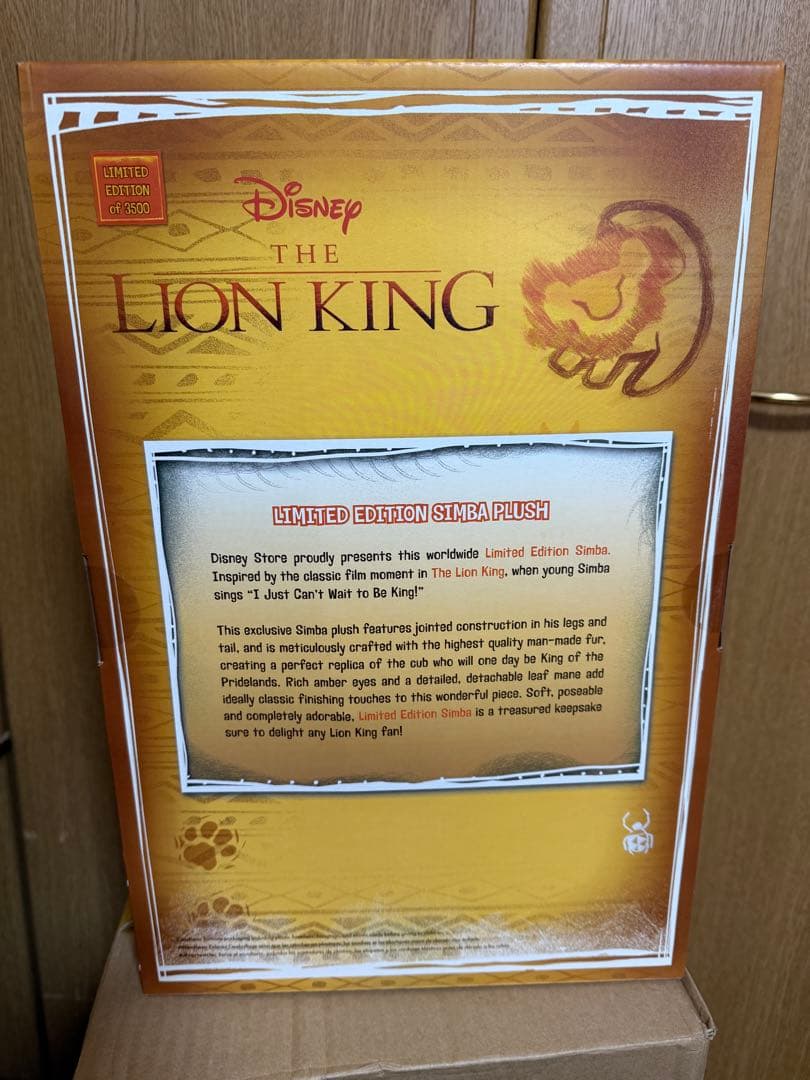 LIMITED
EDITION
of 3500
Disney
THE
LION KING
LIMITED EDITION SIMBA PLUSH
Disney Store proudly presents this worldwide Limited Edition Simba.
Inspired by the classic film moment in The Lion King, when young Simba
sings "I Just Can't Wait to Be King!"
This exclusive Simba plush features jointed construction in his legs and
tail, and is meticulously crafted with the highest quality man-made fur,
creating a perfect replica of the cub who will one day be King of the
Pridelands. Rich amber eyes and a detailed, detachable leaf mane add
ideally classic finishing touches to this wonderful piece. Soft, poseable
and completely adorable, Limited Edition Simba is a treasured keepsake
sure to delight any Lion King fan!